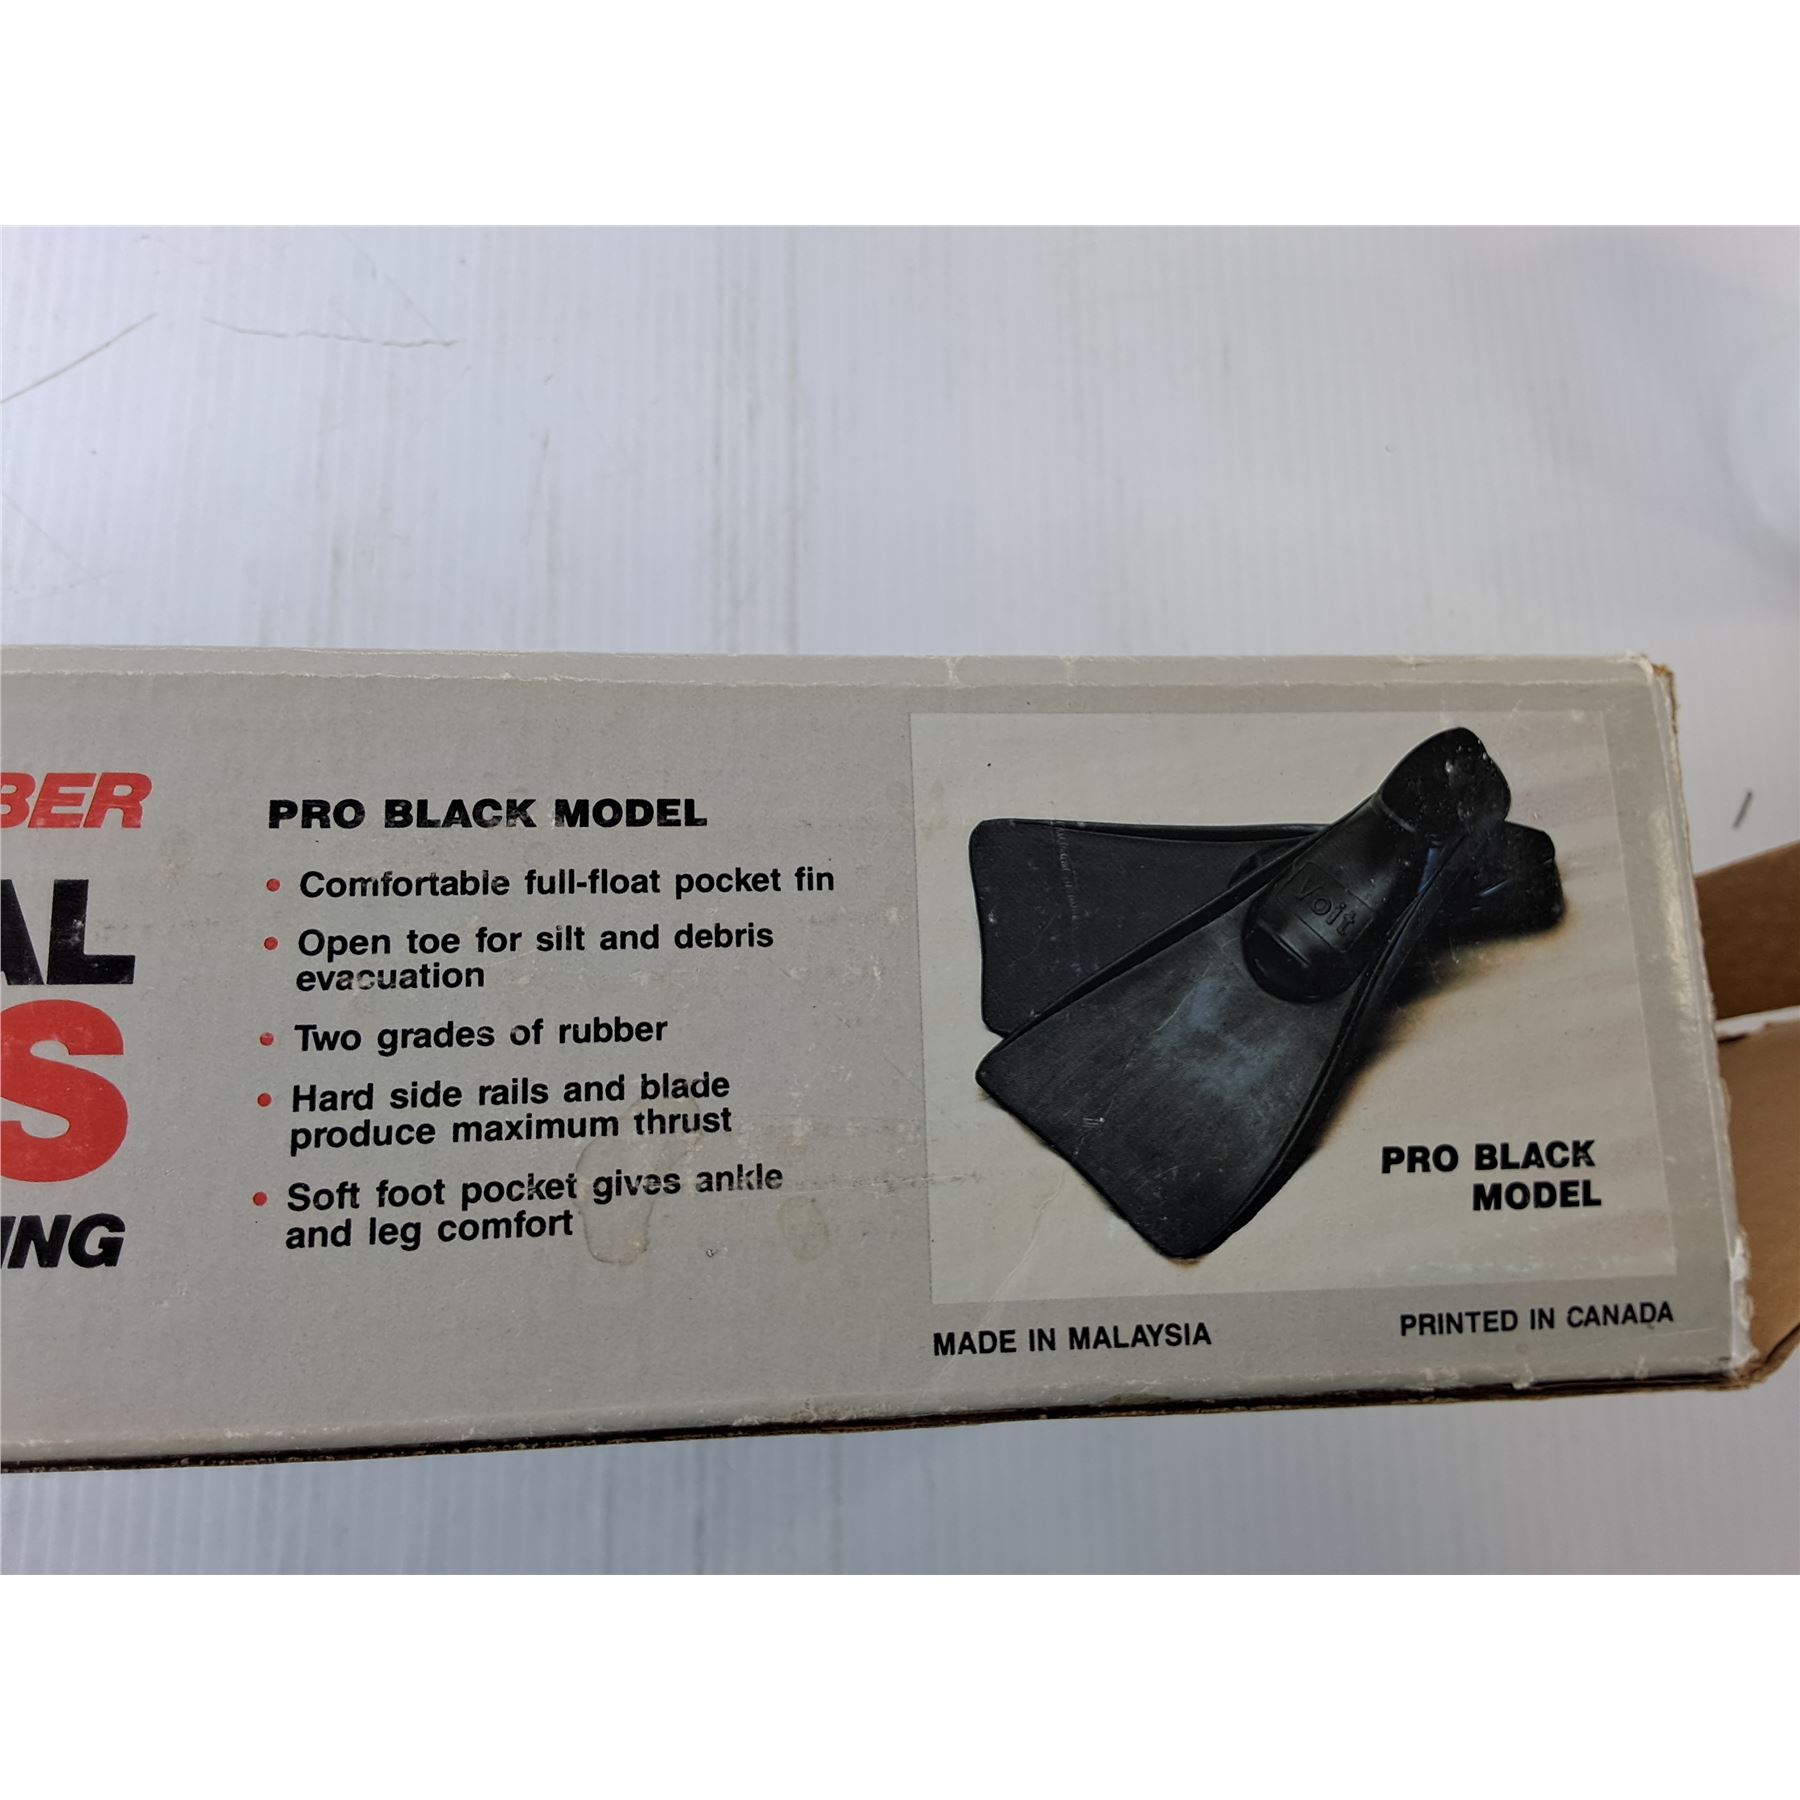 BER
AL
S
ING
PRO BLACK MODEL
• Comfortable full-float pocket fin
• Open toe for silt and debris
evacuation
• Two grades of rubber
• Hard side rails and blade
produce maximum thrust
• Soft foot pocket gives ankle
and leg comfort
Voit
PRO BLACK
MODEL
MADE IN MALAYSIA
PRINTED IN CANADA